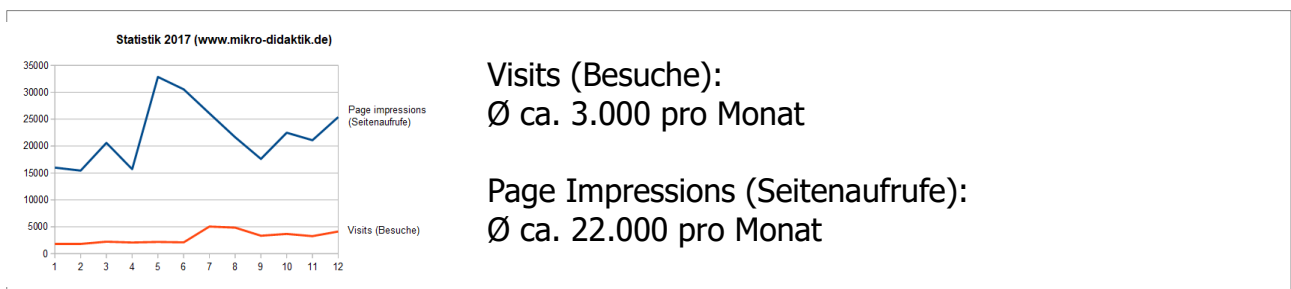 Statistik 2017 (www.mikro-didaktik.de)
35000
30000
25000
20000
15000
10000
5000
0
1 2 3 4 5 6 7 8 9 10 11 12
Page impressions
(Seitenaufrufe)
Visits (Besuche)
Visits (Besuche):
Ø ca. 3.000 pro Monat
Page Impressions (Seitenaufrufe):
Ø ca. 22.000 pro Monat